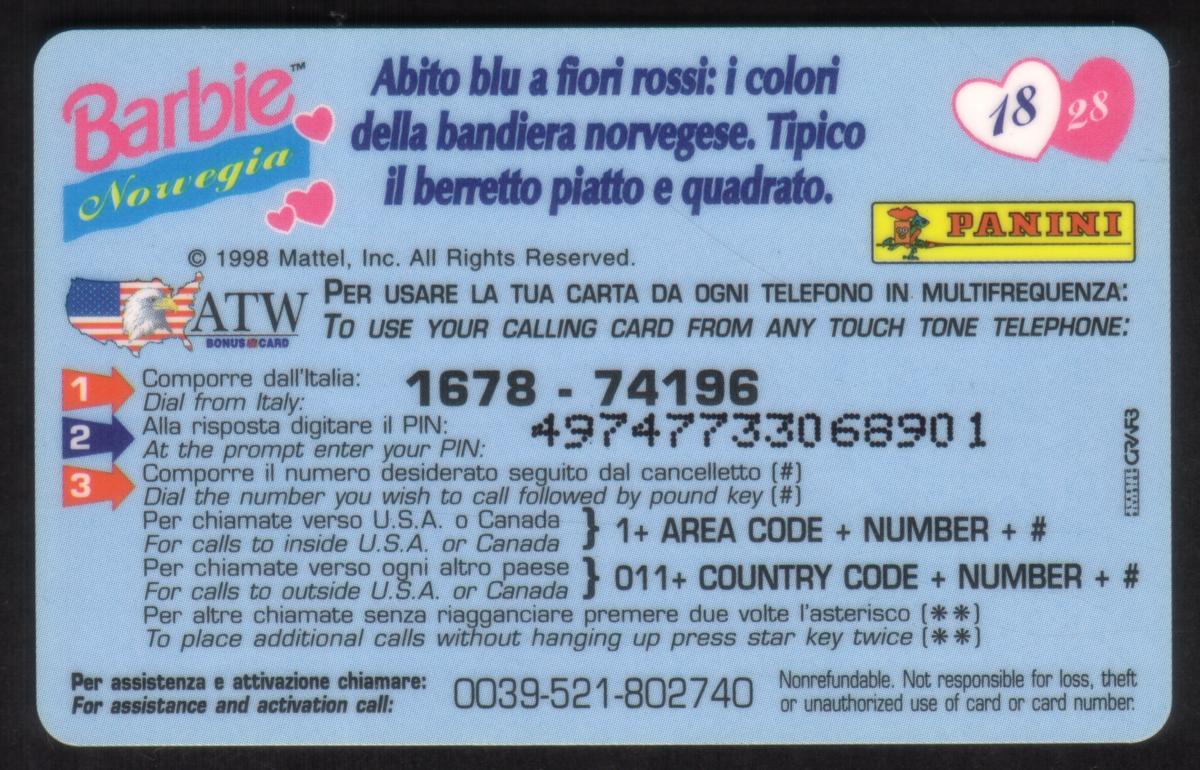 Barbie™
Norvegia
Abito blu a fiori rossi: i colori
della bandiera norvegese. Tipico
il berretto piatto e quadrato.
18 28
PANINI
© 1998 Mattel, Inc. All Rights Reserved.
ATW
BONUS CARD
PER USARE LA TUA CARTA DA OGNI TELEFONO IN MULTIFREQUENZA:
TO USE YOUR CALLING CARD FROM ANY TOUCH TONE TELEPHONE:
1 Comporre dall'Italia: 1678 - 74196
Dial from Italy:
2 Alla risposta digitare il PIN: 49747733068901
At the prompt enter your PIN:
3 Comporre il numero desiderato seguito dal cancelletto (#)
Dial the number you wish to call followed by pound key (#)
Per chiamate verso U.S.A. o Canada } 1+ AREA CODE + NUMBER + #
For calls to inside U.S.A. or Canada
Per chiamate verso ogni altro paese } 011+ COUNTRY CODE + NUMBER + #
For calls to outside U.S.A. or Canada
Per altre chiamate senza riagganciare premere due volte l'asterisco (**)
To place additional calls without hanging up press star key twice (**)
Per assistenza e attivazione chiamare: 0039-521-802740
For assistance and activation call:
Nonrefundable. Not responsible for loss, theft
or unauthorized use of card or card number.